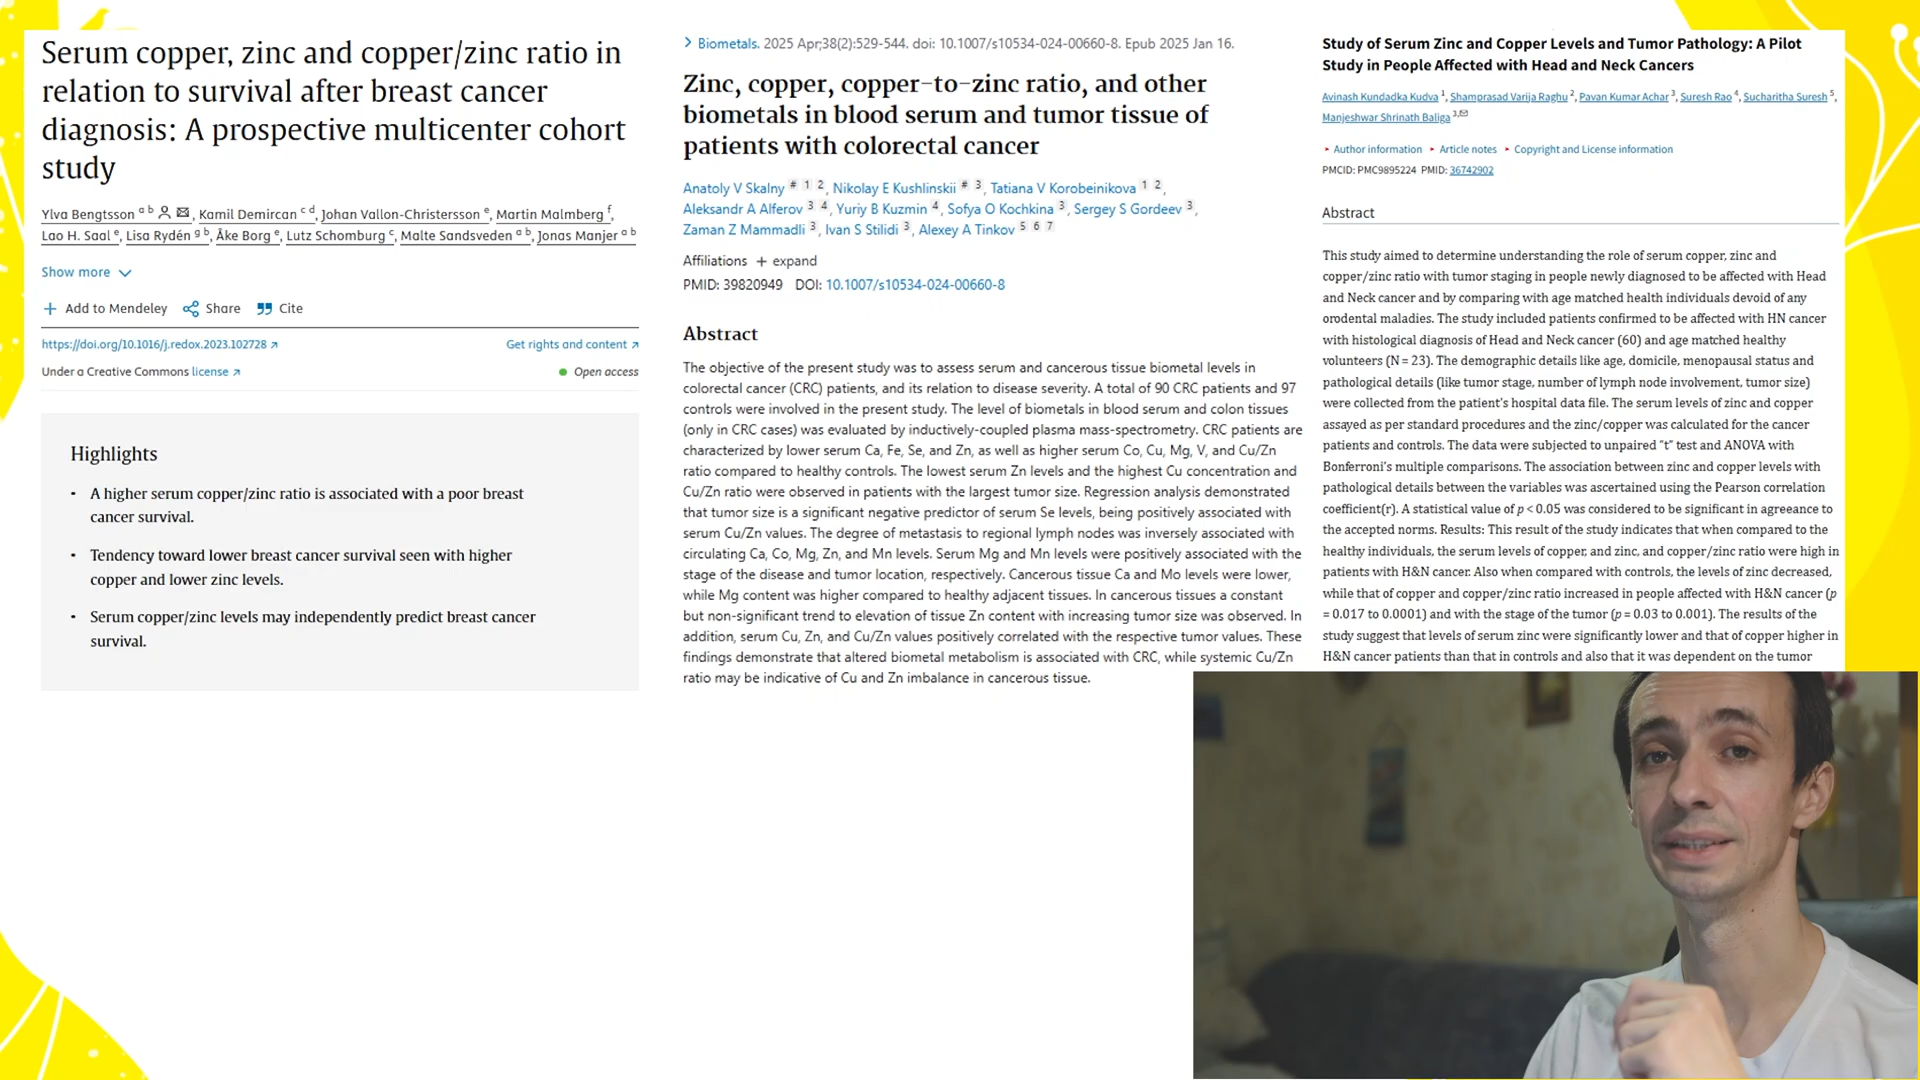 Serum copper, zinc and copper/zinc ratio in
relation to survival after breast cancer
diagnosis: A prospective multicenter cohort
study
Ylva Bengtsson a b, Kamil Demircan c d, Johan Vallon-Christersson e, Martin Malmberg f,
Lao H. Saal e, Lisa Rydén g b, Åke Borg e, Lutz Schomburg c, Malte Sandsveden a b, Jonas Manjer a b
Show more
Add to Mendeley Share Cite
https://doi.org/10.1016/j.redox.2023.102728 ↗ Get rights and content ↗
Under a Creative Commons license ↗ Open access
Highlights
• A higher serum copper/zinc ratio is associated with a poor breast
cancer survival.
• Tendency toward lower breast cancer survival seen with higher
copper and lower zinc levels.
• Serum copper/zinc levels may independently predict breast cancer
survival.
> Biometals. 2025 Apr;38(2):529-544. doi: 10.1007/s10534-024-00660-8. Epub 2025 Jan 16.
Zinc, copper, copper-to-zinc ratio, and other
biometals in blood serum and tumor tissue of
patients with colorectal cancer
Anatoly V Skalny # 1 2, Nikolay E Kushlinskii # 3, Tatiana V Korobeinikova 1 2,
Aleksandr A Alferov 3 4, Yuriy B Kuzmin 4, Sofya O Kochkina 3, Sergey S Gordeev 3,
Zaman Z Mammadli 3, Ivan S Stilidi 3, Alexey A Tinkov 5 6 7
Affiliations + expand
PMID: 39820949 DOI: 10.1007/s10534-024-00660-8
Abstract
The objective of the present study was to assess serum and cancerous tissue biometal levels in
colorectal cancer (CRC) patients, and its relation to disease severity. A total of 90 CRC patients and 97
controls were involved in the present study. The level of biometals in blood serum and colon tissues
(only in CRC cases) was evaluated by inductively-coupled plasma mass-spectrometry. CRC patients are
characterized by lower serum Ca, Fe, Se, and Zn, as well as higher serum Co, Cu, Mg, V, and Cu/Zn
ratio compared to healthy controls. The lowest serum Zn levels and the highest Cu concentration and
Cu/Zn ratio were observed in patients with the largest tumor size. Regression analysis demonstrated
that tumor size is a significant negative predictor of serum Se levels, being positively associated with
serum Cu/Zn values. The degree of metastasis to regional lymph nodes was inversely associated with
circulating Ca, Co, Mg, Zn, and Mn levels. Serum Mg and Mn levels were positively associated with the
stage of the disease and tumor location, respectively. Cancerous tissue Ca and Mo levels were lower,
while Mg content was higher compared to healthy adjacent tissues. In cancerous tissues a constant
but non-significant trend to elevation of tissue Zn content with increasing tumor size was observed. In
addition, serum Cu, Zn, and Cu/Zn values positively correlated with the respective tumor values. These
findings demonstrate that altered biometal metabolism is associated with CRC, while systemic Cu/Zn
ratio may be indicative of Cu and Zn imbalance in cancerous tissue.
Study of Serum Zinc and Copper Levels and Tumor Pathology: A Pilot
Study in People Affected with Head and Neck Cancers
Avinash Kundadka Kudva 1, Shamprasad Varija Raghu 2, Pavan Kumar Achar 3, Suresh Rao 4, Sucharitha Suresh 5,
Manjeshwar Shrinath Baliga 3,✉
▸ Author information ▸ Article notes ▸ Copyright and License information
PMCID: PMC9895224 PMID: 36742902
Abstract
This study aimed to determine understanding the role of serum copper, zinc and
copper/zinc ratio with tumor staging in people newly diagnosed to be affected with Head
and Neck cancer and by comparing with age matched health individuals devoid of any
orodental maladies. The study included patients confirmed to be affected with HN cancer
with histological diagnosis of Head and Neck cancer (60) and age matched healthy
volunteers (N = 23). The demographic details like age, domicile, menopausal status and
pathological details (like tumor stage, number of lymph node involvement, tumor size)
were collected from the patient's hospital data file. The serum levels of zinc and copper
assayed as per standard procedures and the zinc/copper was calculated for the cancer
patients and controls. The data were subjected to unpaired "t" test and ANOVA with
Bonferroni's multiple comparisons. The association between zinc and copper levels with
pathological details between the variables was ascertained using the Pearson correlation
coefficient(r). A statistical value of p < 0.05 was considered to be significant in agreeance to
the accepted norms. Results: This result of the study indicates that when compared to the
healthy individuals, the serum levels of copper, and zinc, and copper/zinc ratio were high in
patients with H&N cancer. Also when compared with controls, the levels of zinc decreased,
while that of copper and copper/zinc ratio increased in people affected with H&N cancer (p
= 0.017 to 0.0001) and with the stage of the tumor (p = 0.03 to 0.001). The results of the
study suggest that levels of serum zinc were significantly lower and that of copper higher in
H&N cancer patients than that in controls and also that it was dependent on the tumor